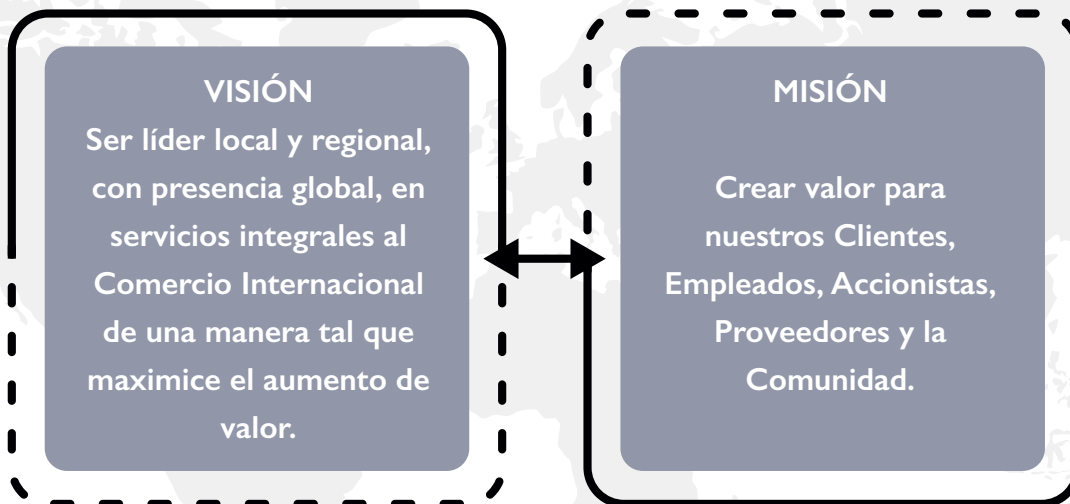 VISIÓN
Ser líder local y regional,
con presencia global, en
servicios integrales al
Comercio Internacional
de una manera tal que
maximice el aumento de
valor.
MISIÓN
Crear valor para
nuestros Clientes,
Empleados, Accionistas,
Proveedores y la
Comunidad.